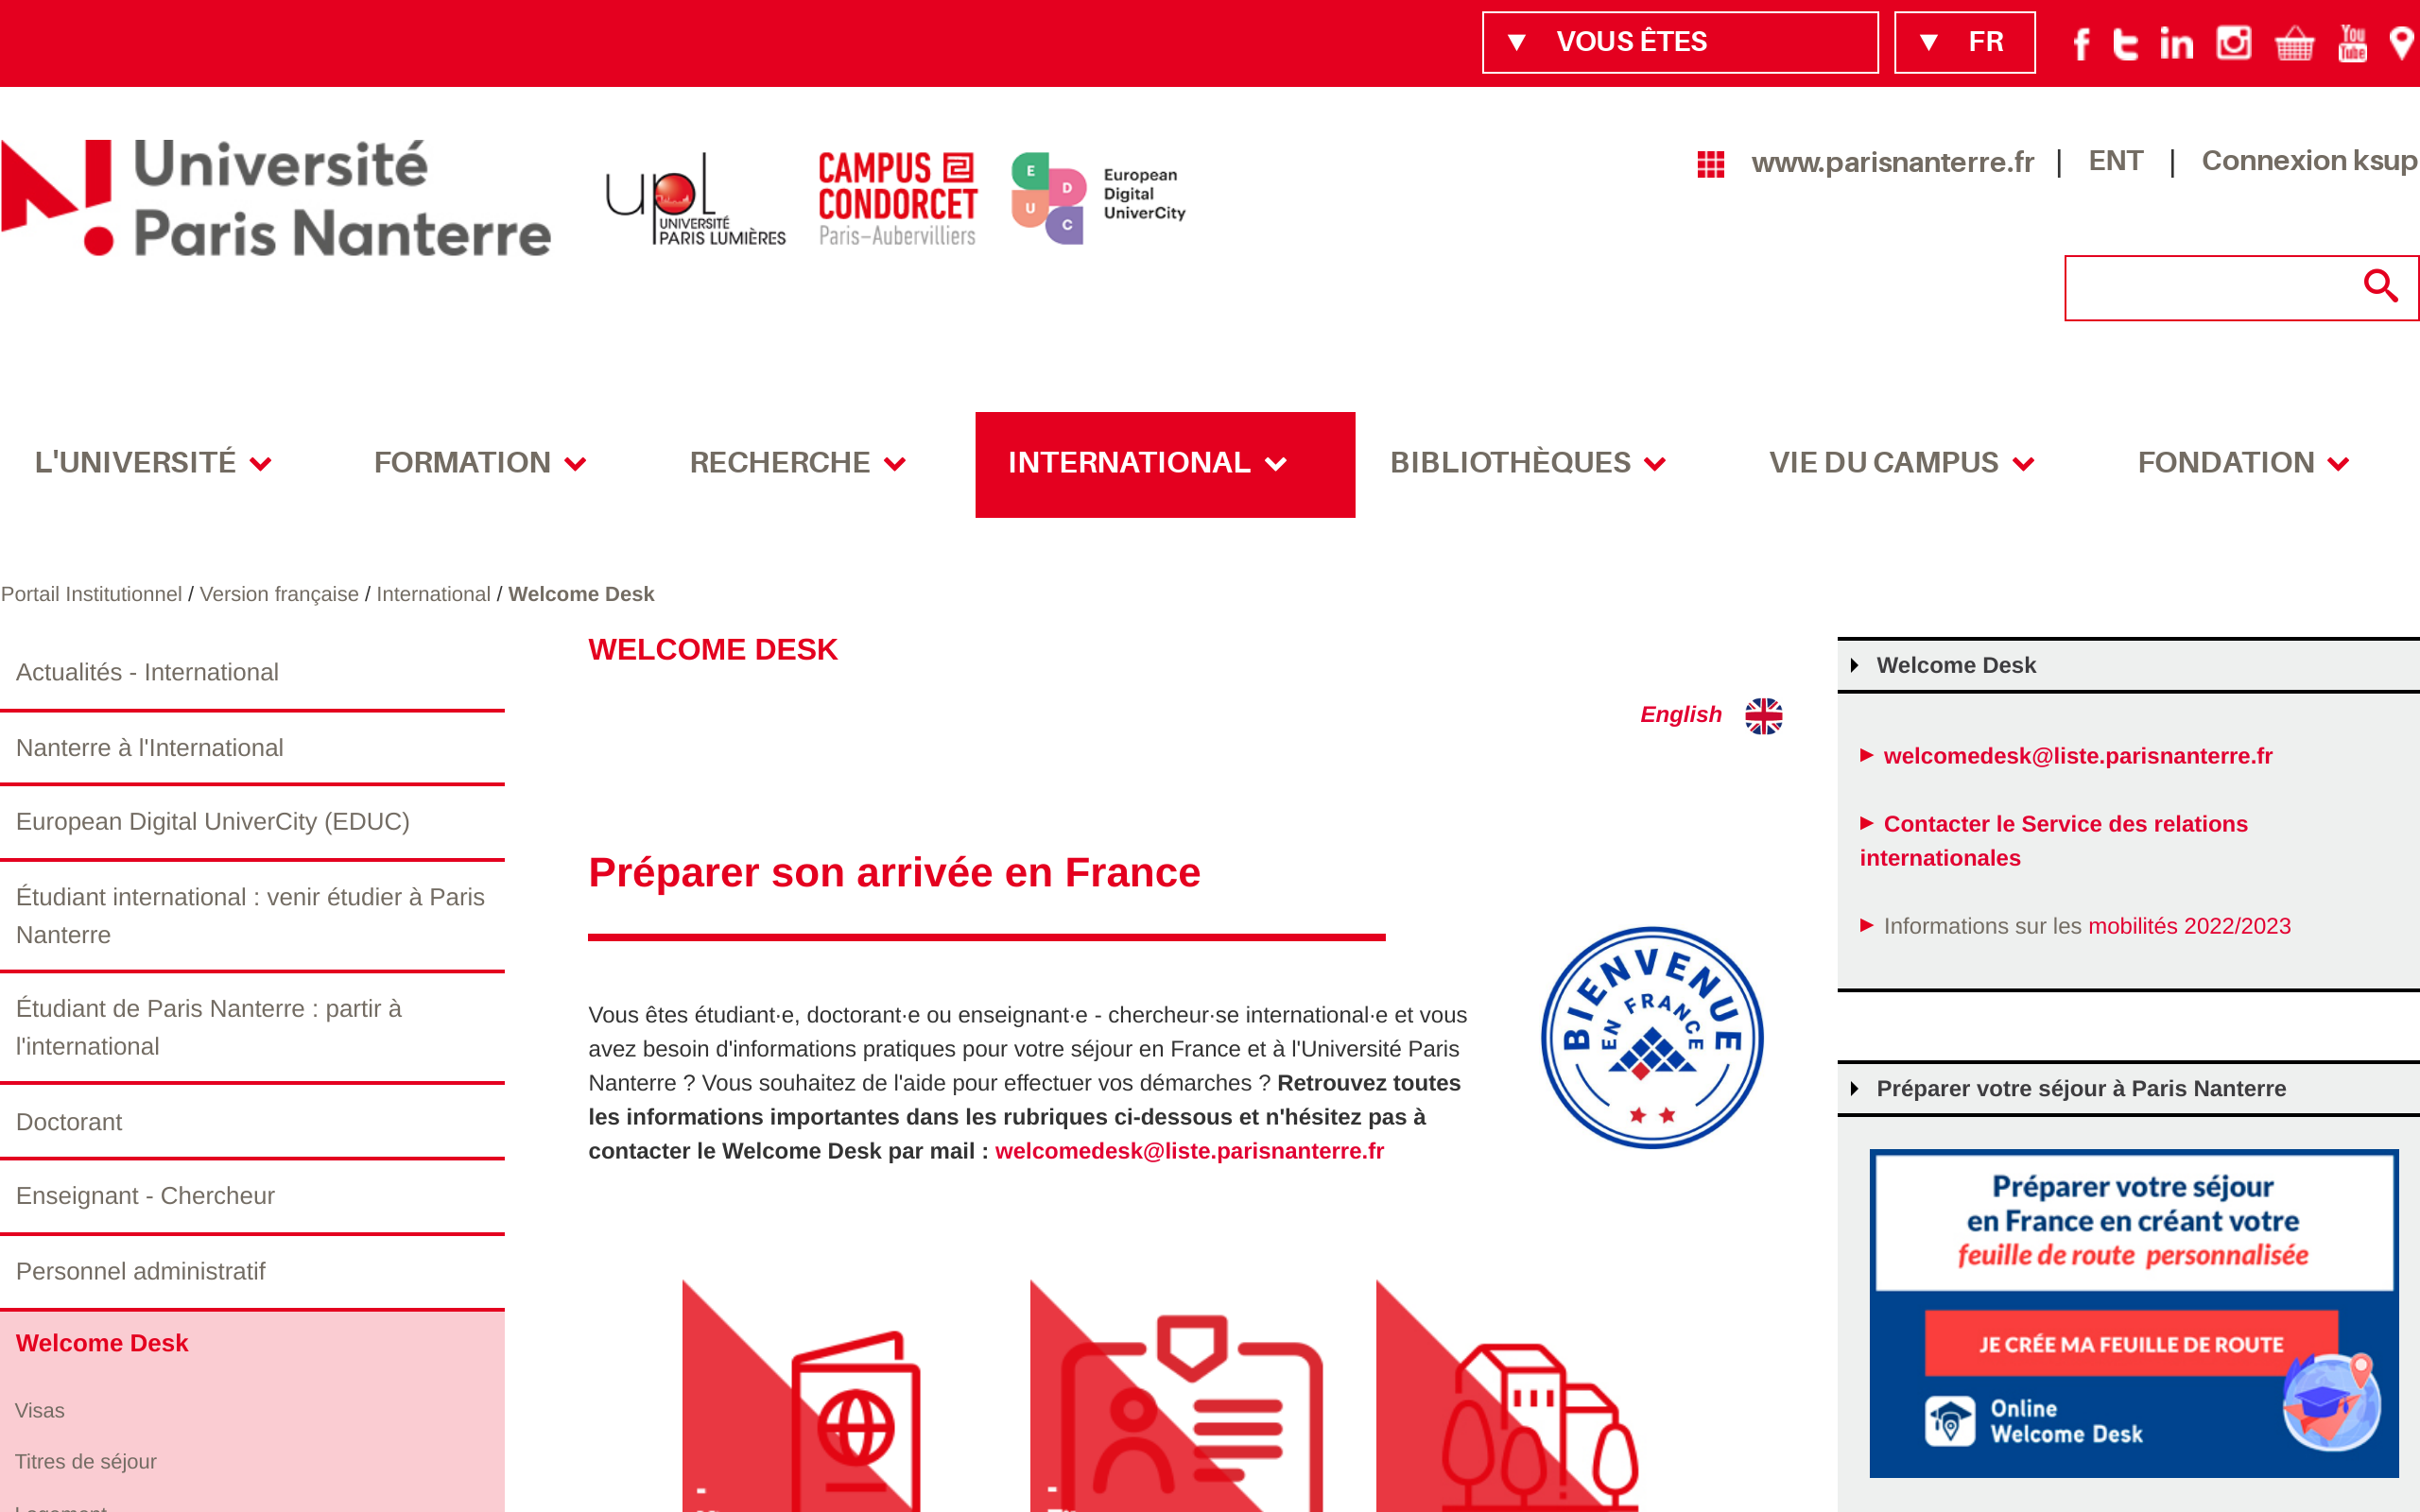 VOUS ÊTES
FR
You
Tube
Université
Paris Nanterre
upl
UNIVERSITÉ
PARIS LUMIÈRES
CAMPUS
CONDORCET
Paris–Aubervilliers
E
D
U
C
European
Digital
UniverCity
www.parisnanterre.fr | ENT | Connexion ksup
L'UNIVERSITÉ
FORMATION
RECHERCHE
INTERNATIONAL
BIBLIOTHÈQUES
VIE DU CAMPUS
FONDATION
Portail Institutionnel / Version française / International / Welcome Desk
Actualités - International
Nanterre à l'International
European Digital UniverCity (EDUC)
Étudiant international : venir étudier à Paris
Nanterre
Étudiant de Paris Nanterre : partir à
l'international
Doctorant
Enseignant - Chercheur
Personnel administratif
Welcome Desk
Visas
Titres de séjour
WELCOME DESK
English
Préparer son arrivée en France
Vous êtes étudiant·e, doctorant·e ou enseignant·e - chercheur·se international·e et vous
avez besoin d'informations pratiques pour votre séjour en France et à l'Université Paris
Nanterre ? Vous souhaitez de l'aide pour effectuer vos démarches ? Retrouvez toutes
les informations importantes dans les rubriques ci-dessous et n'hésitez pas à
contacter le Welcome Desk par mail : welcomedesk@liste.parisnanterre.fr
BIENVENUE
EN FRANCE
Welcome Desk
welcomedesk@liste.parisnanterre.fr
Contacter le Service des relations
internationales
Informations sur les mobilités 2022/2023
Préparer votre séjour à Paris Nanterre
Préparer votre séjour
en France en créant votre
feuille de route personnalisée
JE CRÉE MA FEUILLE DE ROUTE
Online
Welcome Desk